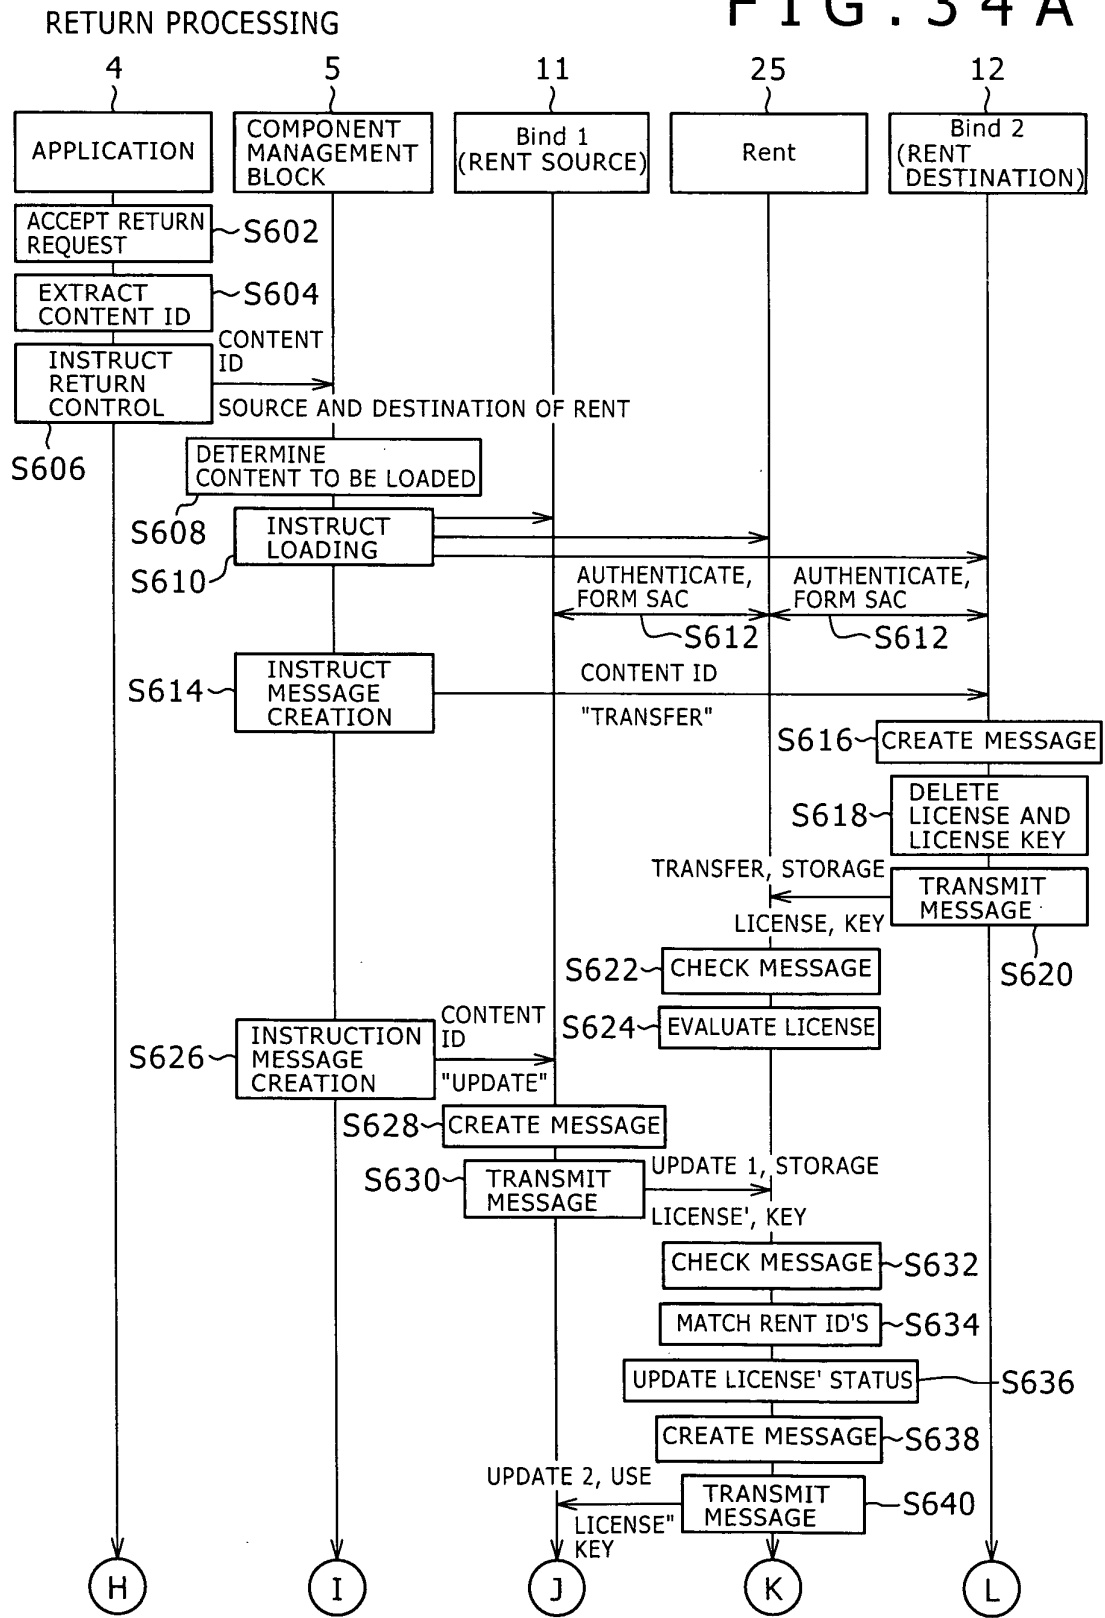 FIG. 34A
RETURN PROCESSING
4
5
11
25
12
APPLICATION
COMPONENT
MANAGEMENT
BLOCK
Bind 1
(RENT SOURCE)
Rent
Bind 2
(RENT
DESTINATION)
ACCEPT RETURN
REQUEST
S602
EXTRACT
CONTENT ID
S604
INSTRUCT
RETURN
CONTROL
S606
CONTENT
ID
SOURCE AND DESTINATION OF RENT
DETERMINE
CONTENT TO BE LOADED
S608
INSTRUCT
LOADING
S610
AUTHENTICATE,
FORM SAC
S612
AUTHENTICATE,
FORM SAC
S612
S614
INSTRUCT
MESSAGE
CREATION
CONTENT ID
"TRANSFER"
S616
CREATE MESSAGE
S618
DELETE
LICENSE AND
LICENSE KEY
TRANSFER, STORAGE
LICENSE, KEY
TRANSMIT
MESSAGE
S620
S622
CHECK MESSAGE
S624
EVALUATE LICENSE
S626
INSTRUCTION
MESSAGE
CREATION
CONTENT
ID
"UPDATE"
S628
CREATE MESSAGE
S630
TRANSMIT
MESSAGE
UPDATE 1, STORAGE
LICENSE', KEY
CHECK MESSAGE
S632
MATCH RENT ID'S
S634
UPDATE LICENSE' STATUS
S636
CREATE MESSAGE
S638
UPDATE 2, USE
LICENSE"
KEY
TRANSMIT
MESSAGE
S640
H
I
J
K
L